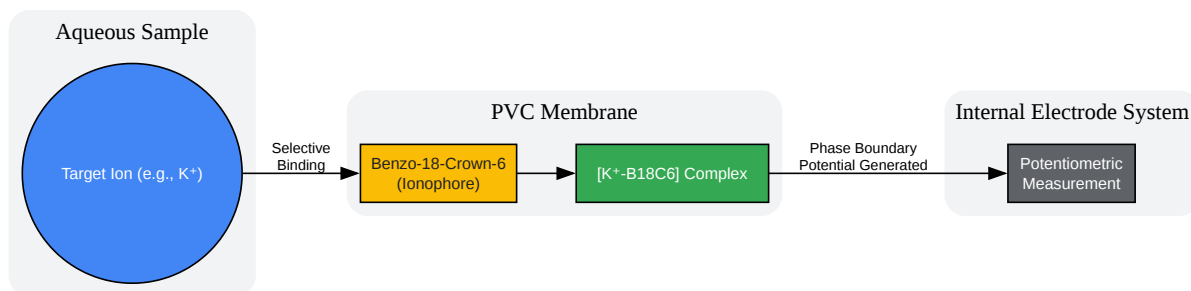 Aqueous Sample
Target Ion (e.g., K⁺)
Selective
Binding
PVC Membrane
Benzo-18-Crown-6
(Ionophore)
[K⁺-B18C6] Complex
Phase Boundary
Potential Generated
Internal Electrode System
Potentiometric
Measurement